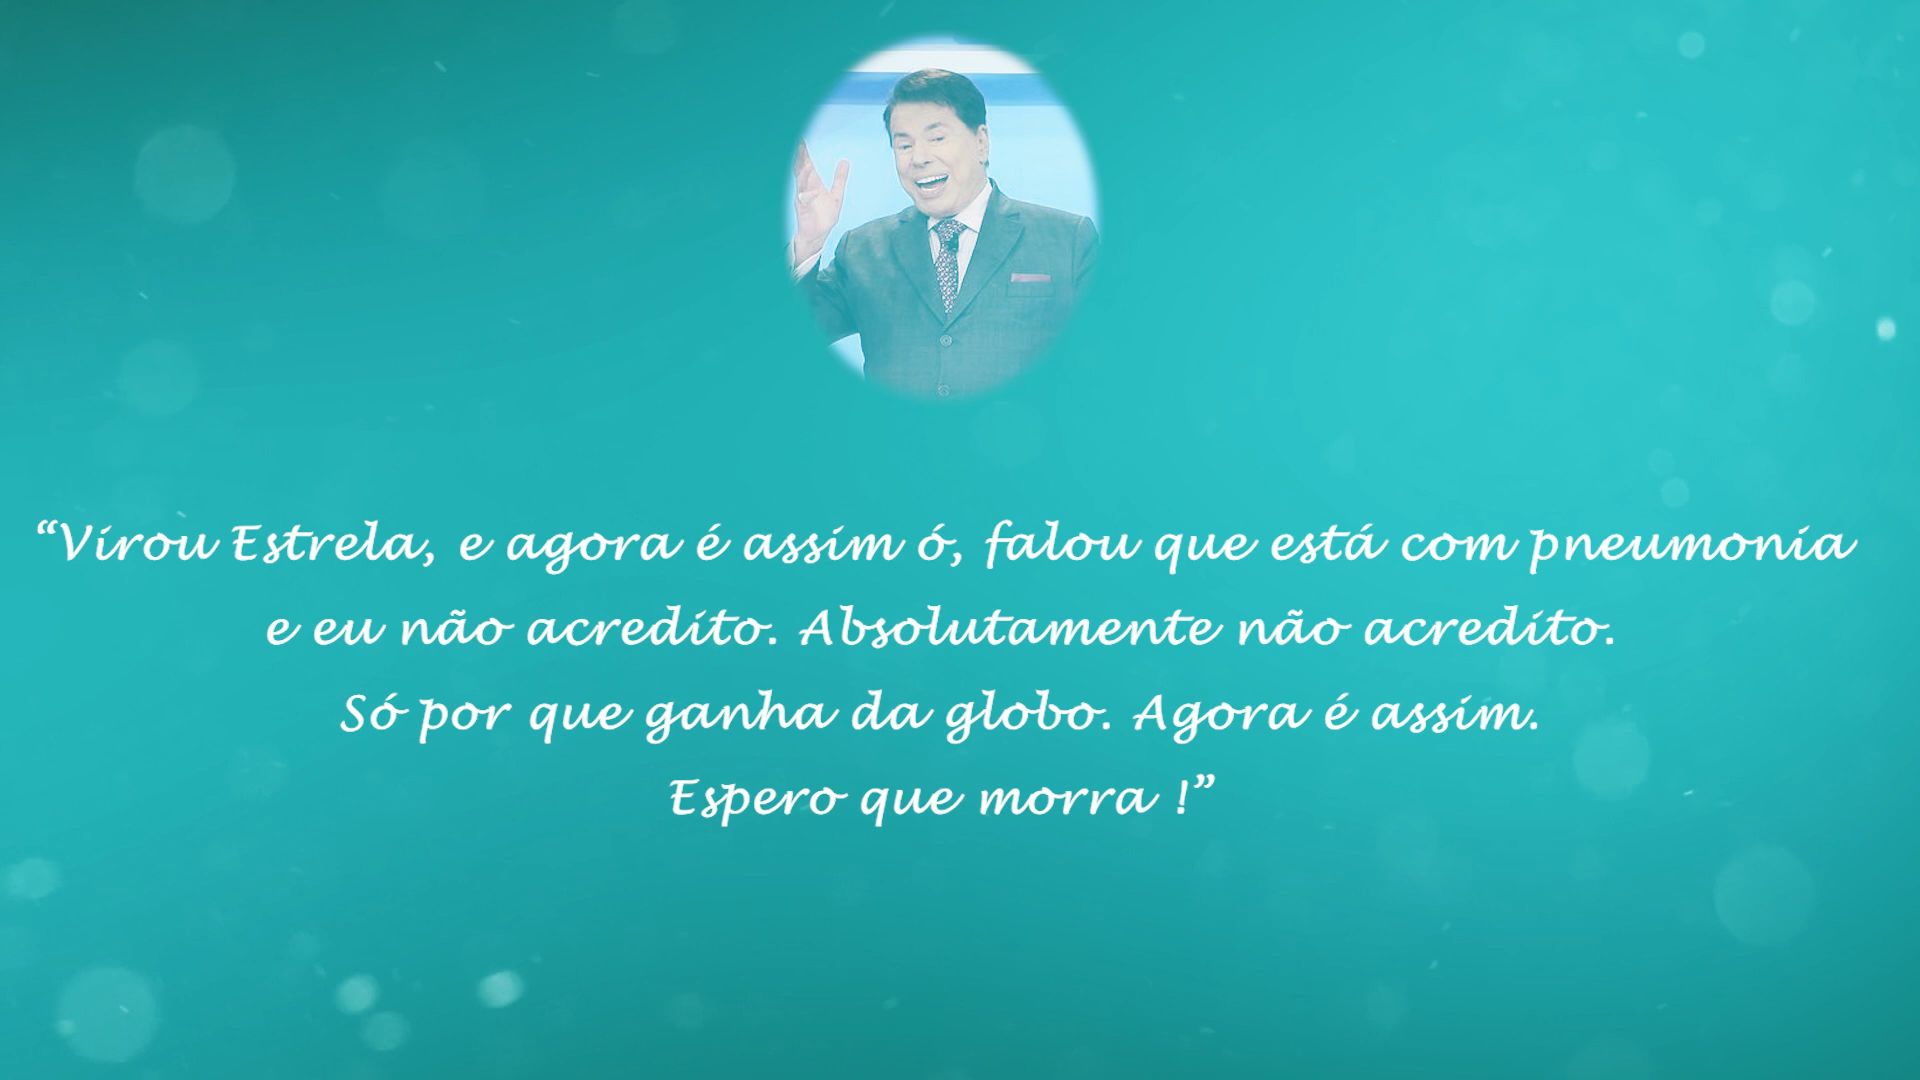 “Virou Estrela, e agora é assim ó, falou que está com pneumonia
e eu não acredito. Absolutamente não acredito.
Só por que ganha da globo. Agora é assim.
Espero que morra !”